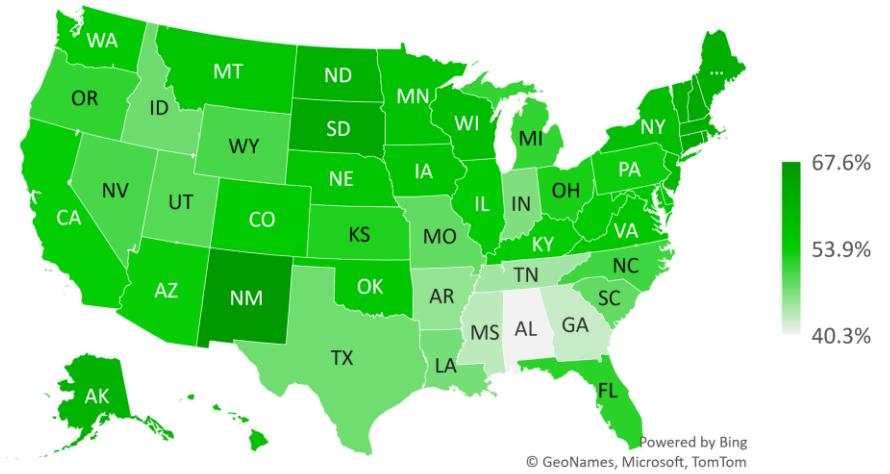 WA
MT
ND
MN
...
OR
ID
SD
WI
MI
NY
WY
IA
PA
67.6%
NE
NV
UT
IL
IN
OH
CA
CO
KS
MO
KY
VA
53.9%
AZ
NM
OK
TN
NC
AR
SC
MS
AL
GA
40.3%
TX
LA
AK
FL
Powered by Bing
© GeoNames, Microsoft, TomTom